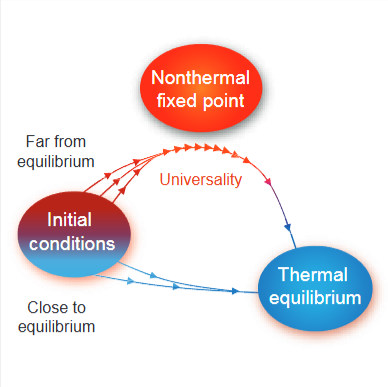 Nonthermal
fixed point
Far from
equilibrium
Universality
Initial
conditions
Thermal
equilibrium
Close to
equilibrium